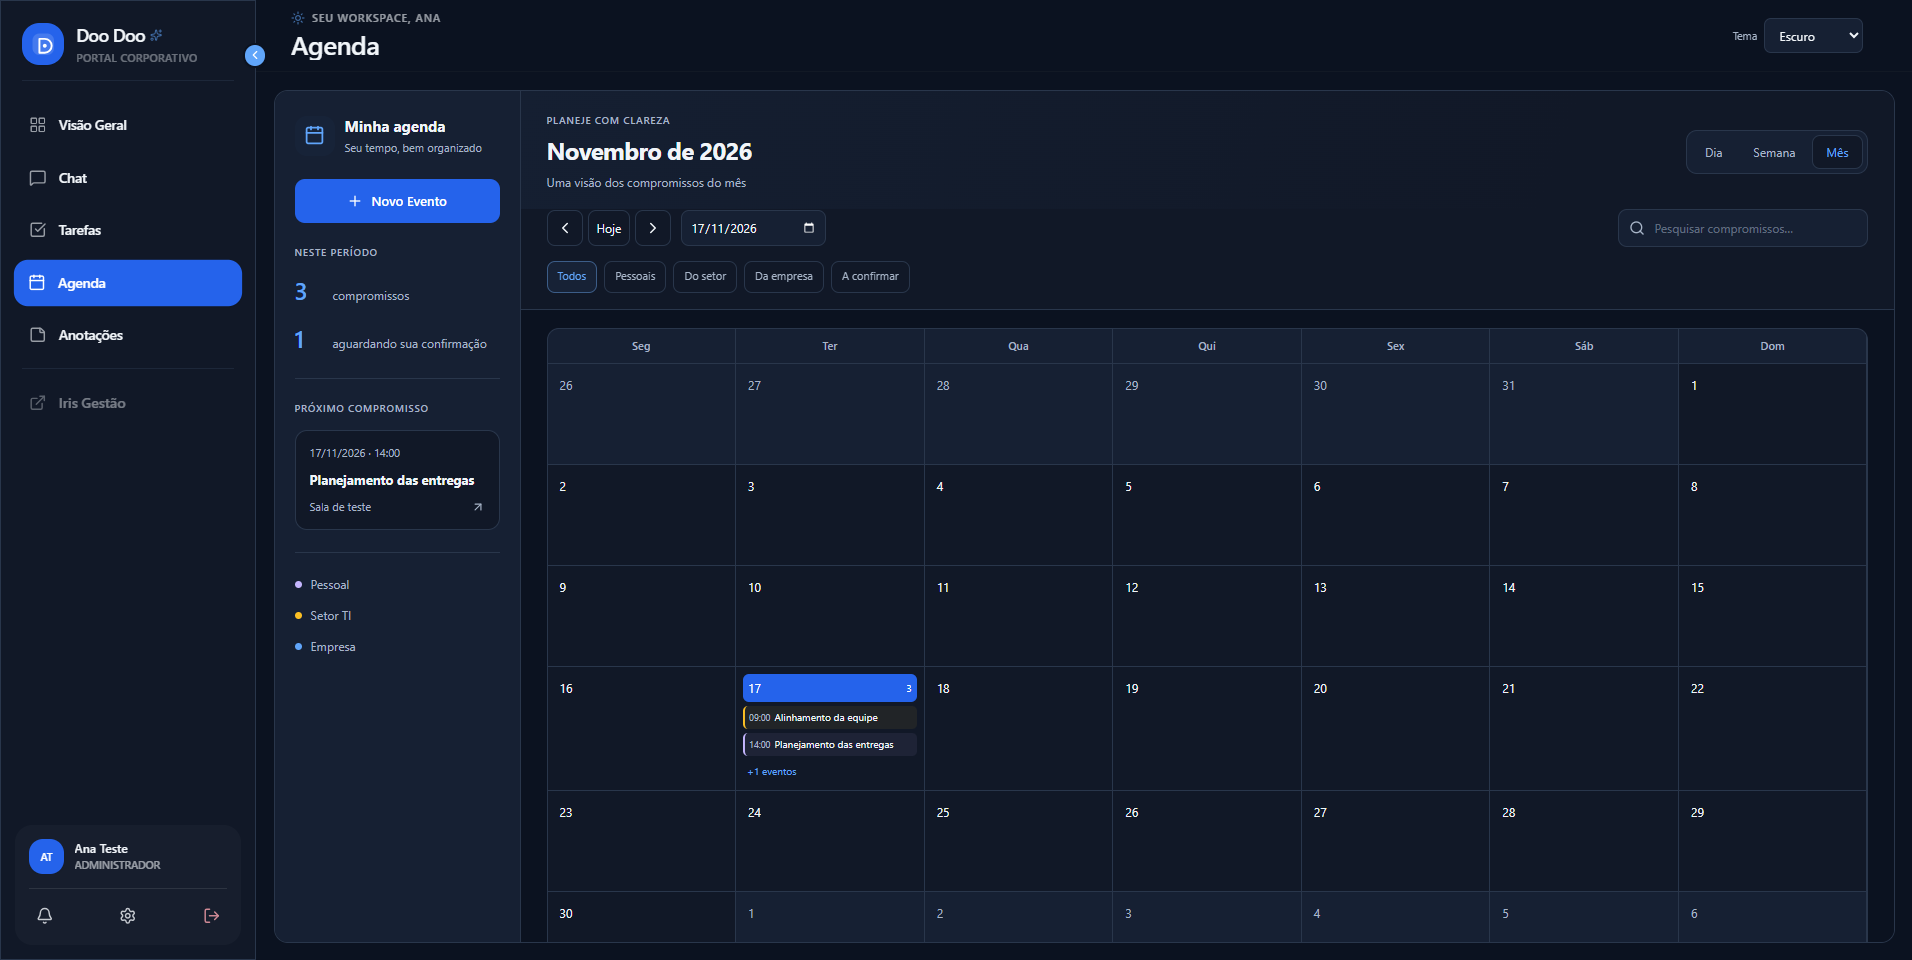 Doo Doo
PORTAL CORPORATIVO
Visão Geral
Chat
Tarefas
Agenda
Anotações
Iris Gestão
AT
Ana Teste
ADMINISTRADOR
SEU WORKSPACE, ANA
Agenda
Tema
Escuro
Minha agenda
Seu tempo, bem organizado
+ Novo Evento
NESTE PERÍODO
3 compromissos
1 aguardando sua confirmação
PRÓXIMO COMPROMISSO
17/11/2026 · 14:00
Planejamento das entregas
Sala de teste
Pessoal
Setor TI
Empresa
PLANEJE COM CLAREZA
Novembro de 2026
Uma visão dos compromissos do mês
Dia Semana Mês
Hoje 17/11/2026
Pesquisar compromissos...
Todos Pessoais Do setor Da empresa A confirmar
Seg Ter Qua Qui Sex Sáb Dom
26 27 28 29 30 31 1
2 3 4 5 6 7 8
9 10 11 12 13 14 15
16 17 3 18 19 20 21 22
09:00 Alinhamento da equipe
14:00 Planejamento das entregas
+1 eventos
23 24 25 26 27 28 29
30 1 2 3 4 5 6